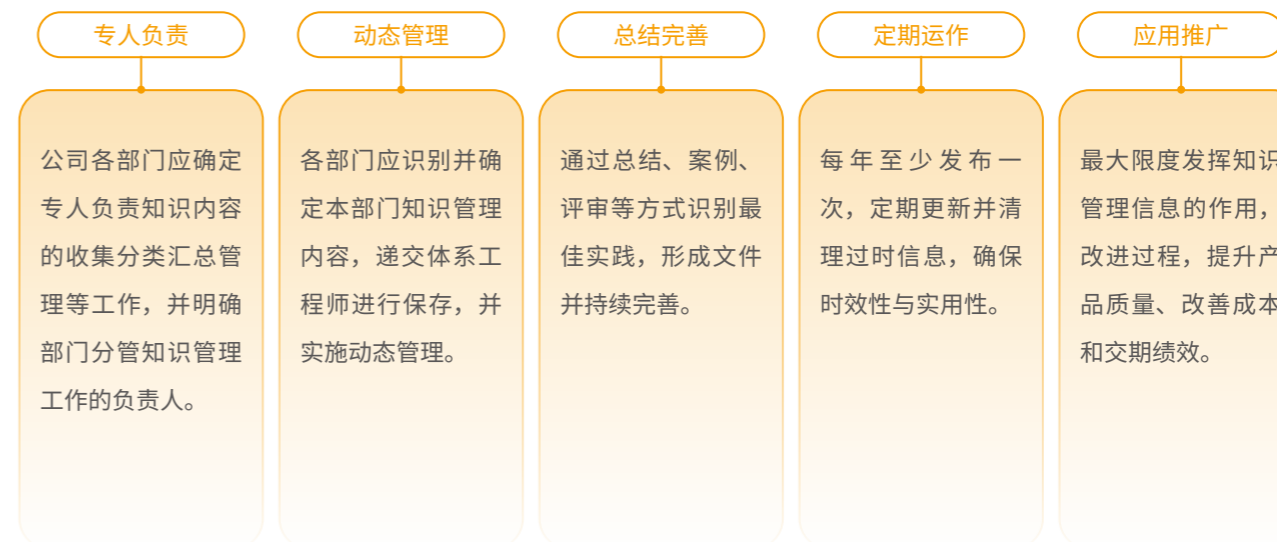 专人负责
公司各部门应确定
专人负责知识内容
的收集分类汇总管
理等工作，并明确
部门分管知识管理
工作的负责人。
动态管理
各部门应识别并确
定本部门知识管理
内容，递交体系工
程师进行保存，并
实施动态管理。
总结完善
通过总结、案例、
评审等方式识别最
佳实践，形成文件
并持续完善。
定期运作
每年至少发布一
次，定期更新并清
理过时信息，确保
时效性与实用性。
应用推广
最大限度发挥知识
管理信息的作用，
改进过程，提升产
品质量、改善成本
和交期绩效。